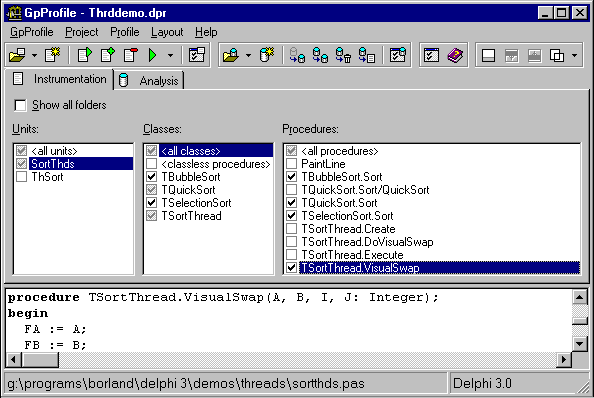 GpProfile - Thrddemo.dpr
GpProfile Project Profile Layout Help
Instrumentation Analysis
Show all folders
Units: Classes: Procedures:
<all units> <all classes> <all procedures>
SortThds <classless procedures> PaintLine
ThSort TBubbleSort TBubbleSort.Sort
TQuickSort TQuickSort.Sort/QuickSort
TSelectionSort TQuickSort.Sort
TSortThread TSelectionSort.Sort
TSortThread.Create
TSortThread.DoVisualSwap
TSortThread.Execute
TSortThread.VisualSwap
procedure TSortThread.VisualSwap(A, B, I, J: Integer);
begin
FA := A;
FB := B;
g:\programs\borland\delphi 3\demos\threads\sortthds.pas Delphi 3.0